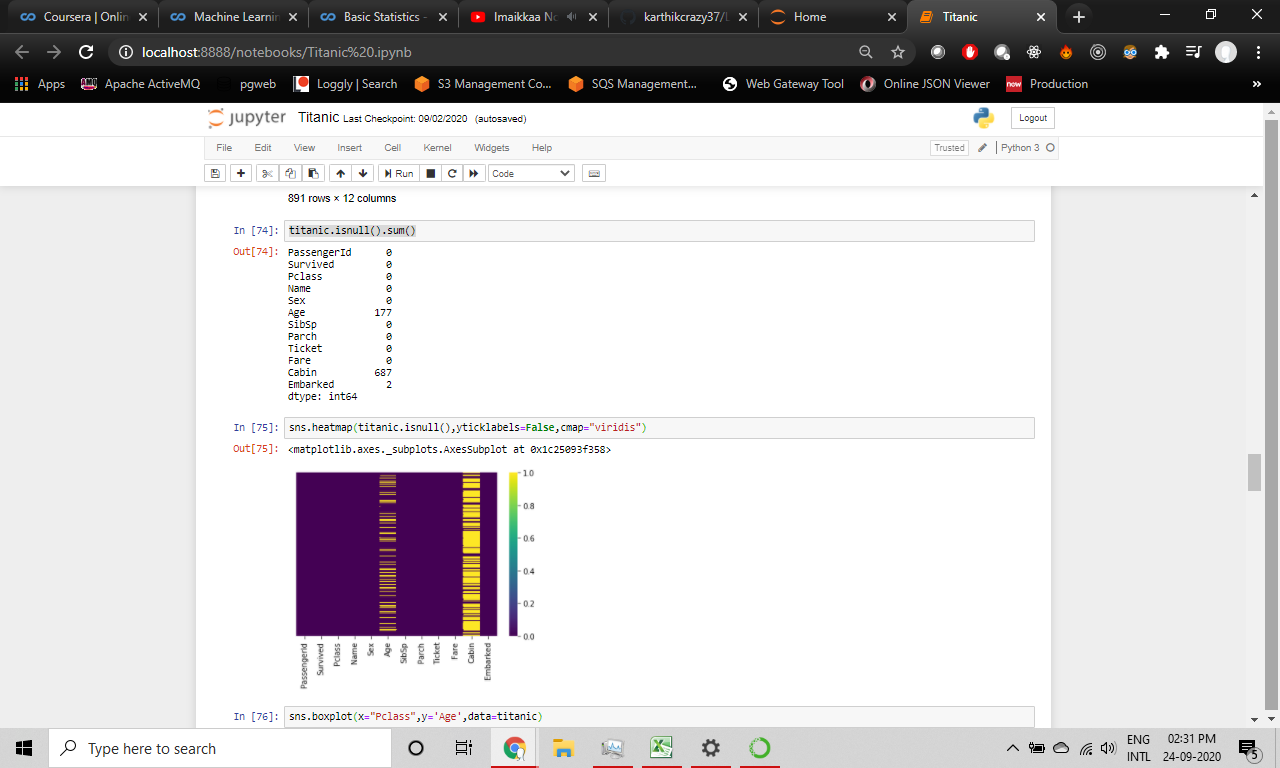 Coursera | Onlin
Machine Learnin
Basic Statistics -
Imaikkaa No
karthikcrazy37/L
Home
Titanic
localhost:8888/notebooks/Titanic%20.ipynb
Apps
Apache ActiveMQ
pgweb
Loggly | Search
S3 Management Co...
SQS Management...
Web Gateway Tool
Online JSON Viewer
now
Production
»
jupyter Titanic Last Checkpoint: 09/02/2020 (autosaved)
Logout
File Edit View Insert Cell Kernel Widgets Help
Trusted
Python 3
Run
Code
891 rows × 12 columns
In [74]: titanic.isnull().sum()
Out[74]: PassengerId 0
Survived 0
Pclass 0
Name 0
Sex 0
Age 177
SibSp 0
Parch 0
Ticket 0
Fare 0
Cabin 687
Embarked 2
dtype: int64
In [75]: sns.heatmap(titanic.isnull(),yticklabels=False,cmap="viridis")
Out[75]: <matplotlib.axes._subplots.AxesSubplot at 0x1c25093f358>
1.0
0.8
0.6
0.4
0.2
0.0
PassengerId
Survived
Pclass
Name
Sex
Age
SibSp
Parch
Ticket
Fare
Cabin
Embarked
In [76]: sns.boxplot(x="Pclass",y='Age',data=titanic)
Type here to search
ENG
INTL
02:31 PM
24-09-2020
5